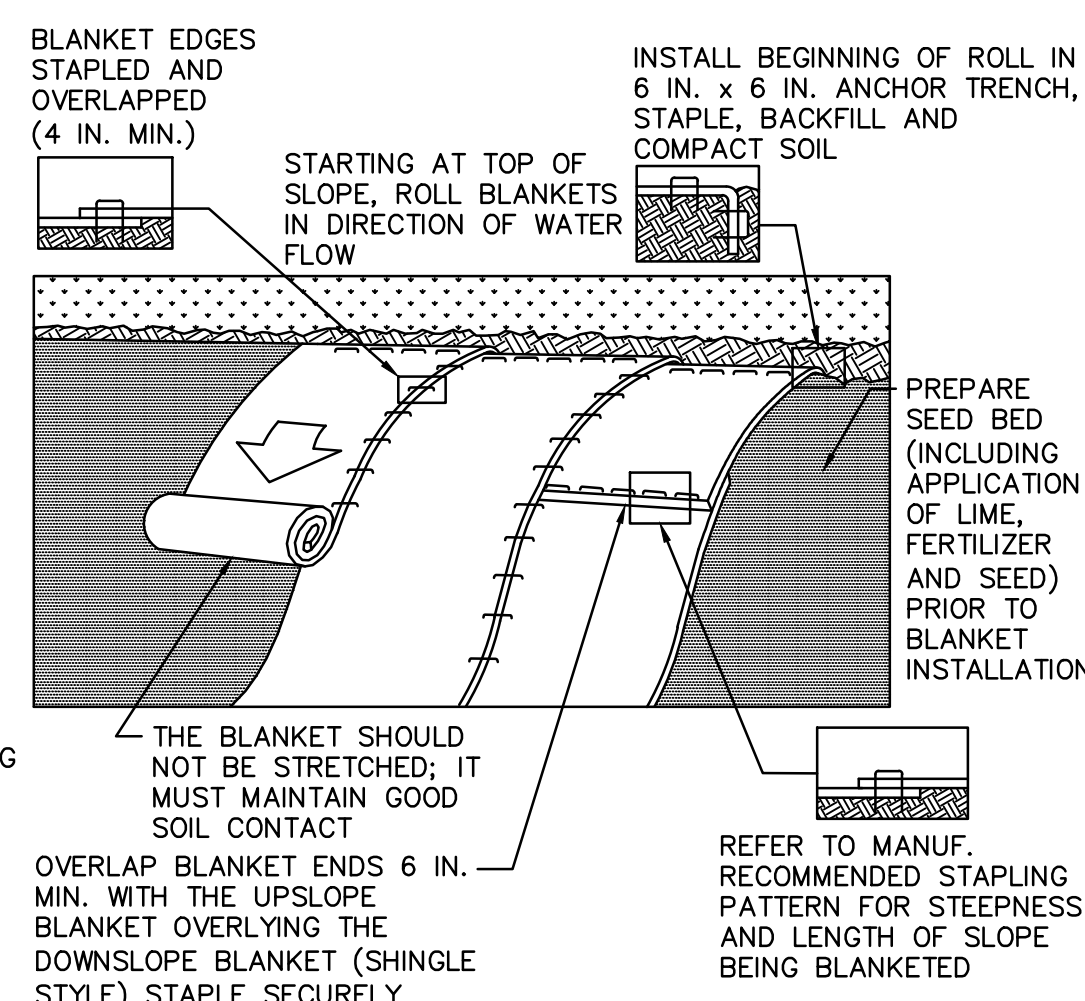 BLANKET EDGES
STAPLED AND
OVERLAPPED
(4 IN. MIN.)
STARTING AT TOP OF
SLOPE, ROLL BLANKETS
IN DIRECTION OF WATER
FLOW
INSTALL BEGINNING OF ROLL IN
6 IN. x 6 IN. ANCHOR TRENCH,
STAPLE, BACKFILL AND
COMPACT SOIL
PREPARE
SEED BED
(INCLUDING
APPLICATION
OF LIME,
FERTILIZER
AND SEED)
PRIOR TO
BLANKET
INSTALLATION
G
THE BLANKET SHOULD
NOT BE STRETCHED; IT
MUST MAINTAIN GOOD
SOIL CONTACT
OVERLAP BLANKET ENDS 6 IN.
MIN. WITH THE UPSLOPE
BLANKET OVERLYING THE
DOWNSLOPE BLANKET (SHINGLE
STYLE) STAPLE SECURELY
REFER TO MANUF.
RECOMMENDED STAPLING
PATTERN FOR STEEPNESS
AND LENGTH OF SLOPE
BEING BLANKETED